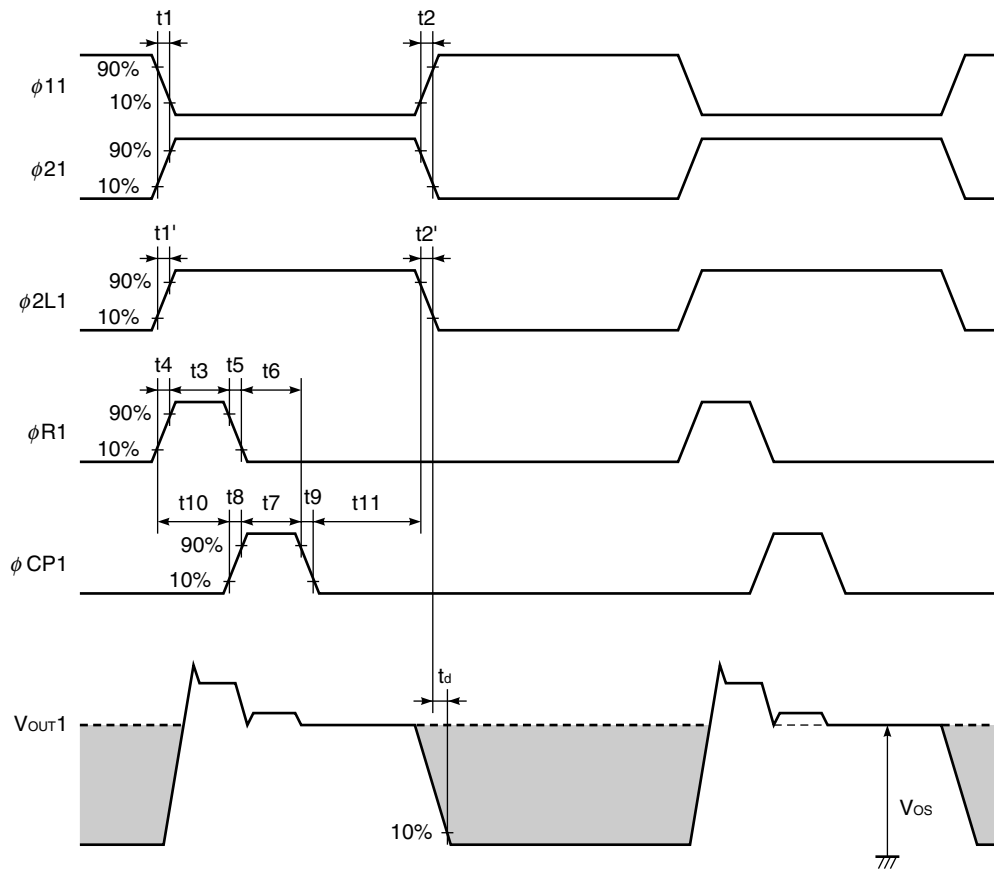 t1 t2
90%
ϕ11
10%
90%
ϕ21
10%
t1' t2'
90%
ϕ2L1
10%
t4 t3 t5 t6
90%
ϕR1
10%
t10 t8 t7 t9 t11
90%
ϕCP1
10%
td
VOUT1
VOS
10%